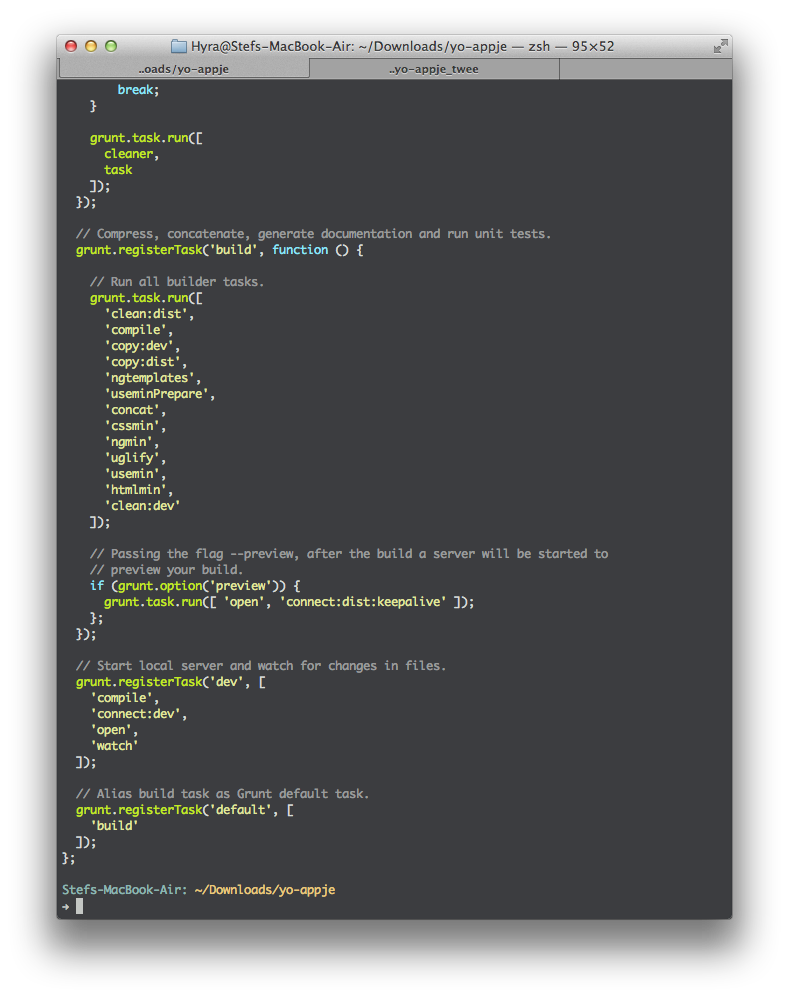 Hyra@Stefs-MacBook-Air: ~/Downloads/yo-appje — zsh — 95×52
..oads/yo-appje
..yo-appje_twee
break;
}
grunt.task.run([
cleaner,
task
]);
});
// Compress, concatenate, generate documentation and run unit tests.
grunt.registerTask('build', function () {
// Run all builder tasks.
grunt.task.run([
'clean:dist',
'compile',
'copy:dev',
'copy:dist',
'ngtemplates',
'useminPrepare',
'concat',
'cssmin',
'ngmin',
'uglify',
'usemin',
'htmlmin',
'clean:dev'
]);
// Passing the flag --preview, after the build a server will be started to
// preview your build.
if (grunt.option('preview')) {
grunt.task.run([ 'open', 'connect:dist:keepalive' ]);
};
});
// Start local server and watch for changes in files.
grunt.registerTask('dev', [
'compile',
'connect:dev',
'open',
'watch'
]);
// Alias build task as Grunt default task.
grunt.registerTask('default', [
'build'
]);
};
Stefs-MacBook-Air: ~/Downloads/yo-appje
→